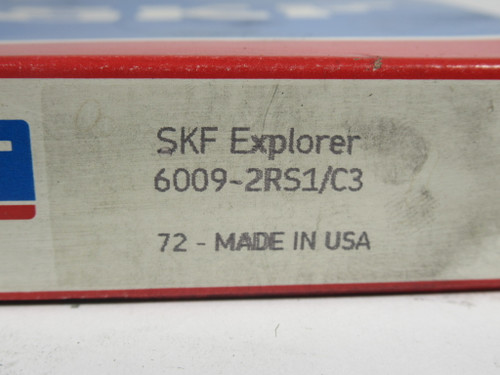 SKF Explorer
6009-2RS1/C3
72 - MADE IN USA